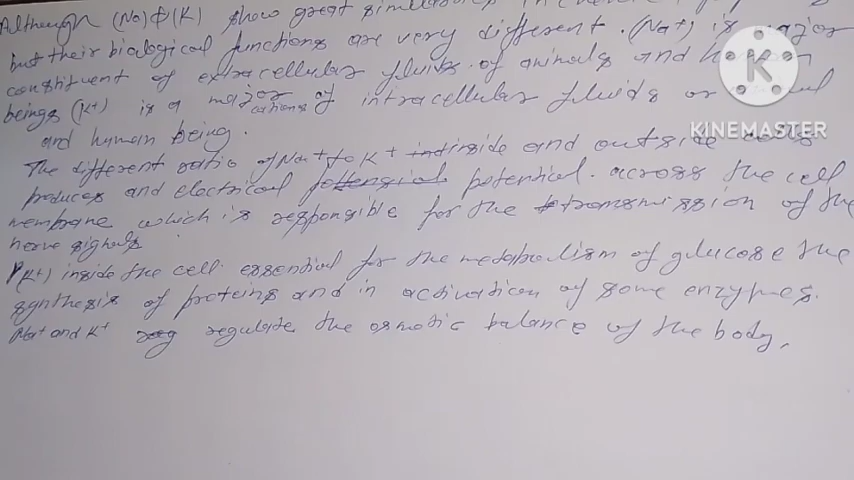 Although (Na) & (K) show great similarities in
but their biological functions are very different. (Na+) is major
constituent of extracellular fluids of animals and human
beings (K+) is a major cations of intracellular fluids or
and human being.
The different ratio of Na+ to K+ inside and outside cells
produces and electrical potential across the cell
membrane which is responsible for the transmission of the
nerve signals
(K+) inside the cell essential for the metabolism of glucose the
synthesis of proteins and in activation of some enzymes.
Na+ and K+ regulate the osmotic balance of the body.
K
KINEMASTER